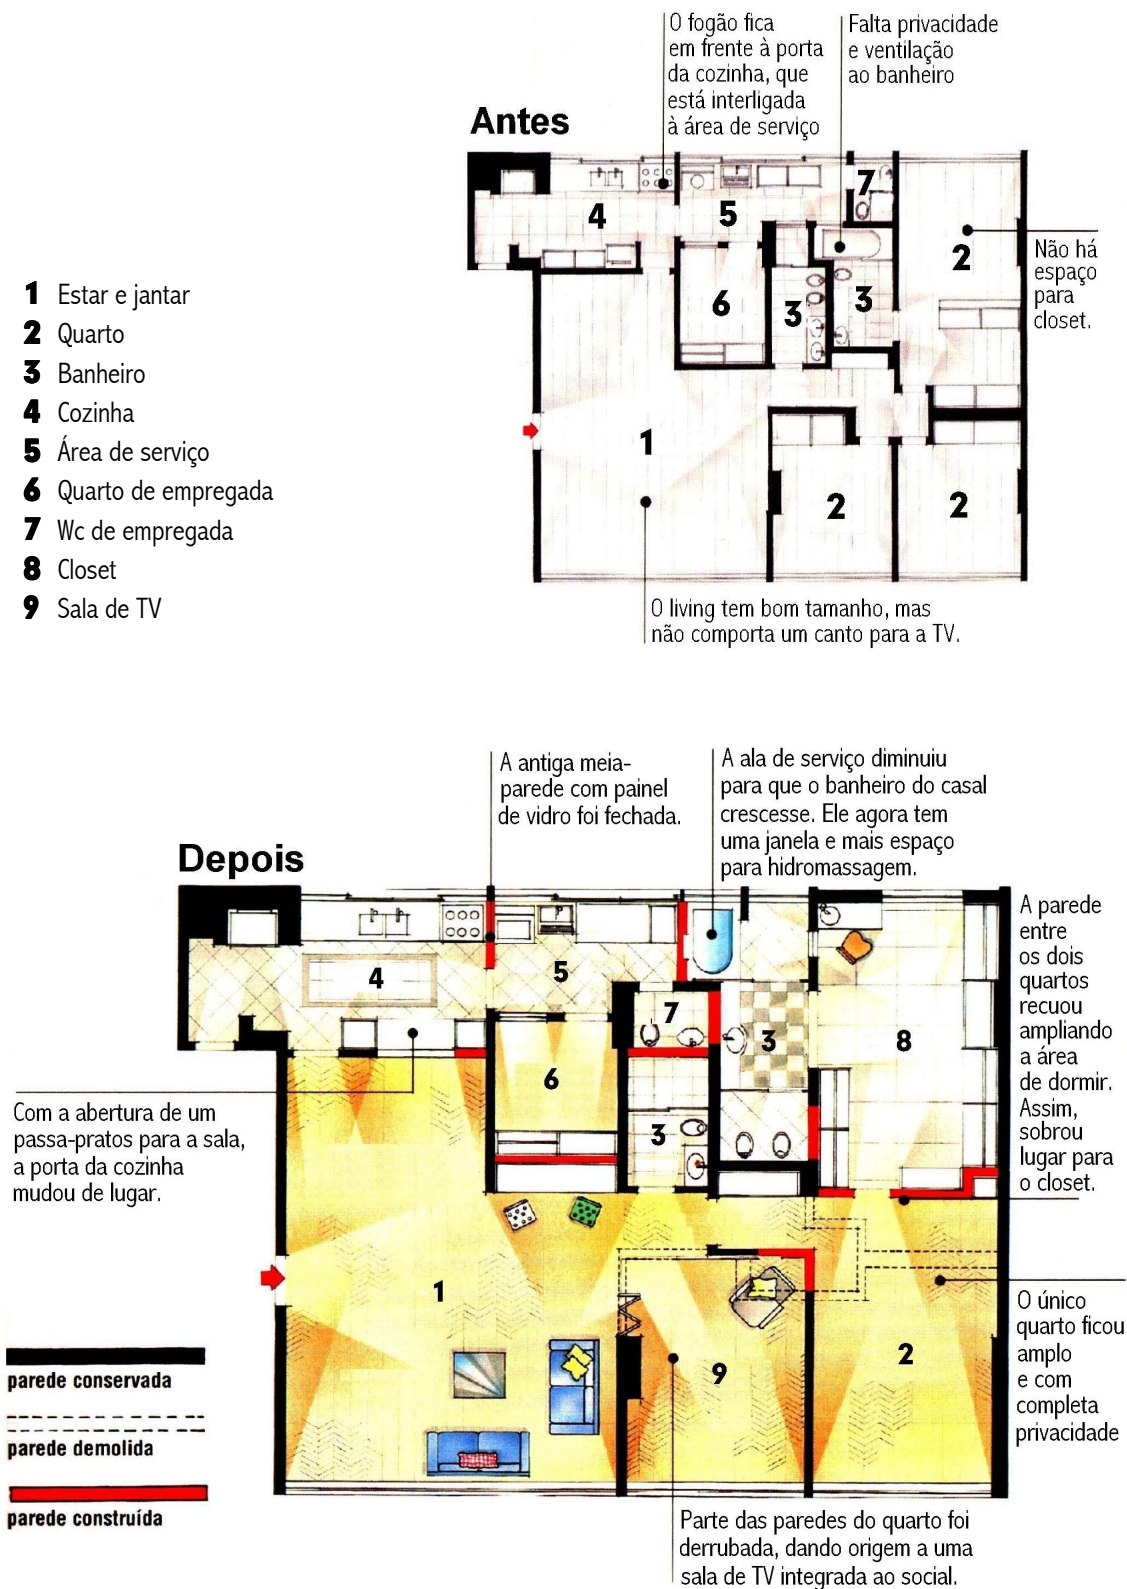 O fogão fica
em frente à porta
da cozinha, que
está interligada
à área de serviço
Falta privacidade
e ventilação
ao banheiro
Antes
7
4
5
2
Não há
espaço
para
closet.
6
3
3
1
2
2
O living tem bom tamanho, mas
não comporta um canto para a TV.
1 Estar e jantar
2 Quarto
3 Banheiro
4 Cozinha
5 Área de serviço
6 Quarto de empregada
7 Wc de empregada
8 Closet
9 Sala de TV
A antiga meia-
parede com painel
de vidro foi fechada.
A ala de serviço diminuiu
para que o banheiro do casal
crescesse. Ele agora tem
uma janela e mais espaço
para hidromassagem.
Depois
A parede
entre
os dois
quartos
recuou
ampliando
a área
de dormir.
Assim,
sobrou
lugar para
o closet.
4
5
7
3
8
6
3
Com a abertura de um
passa-pratos para a sala,
a porta da cozinha
mudou de lugar.
1
9
2
O único
quarto ficou
amplo
e com
completa
privacidade
parede conservada
parede demolida
parede construída
Parte das paredes do quarto foi
derrubada, dando origem a uma
sala de TV integrada ao social.